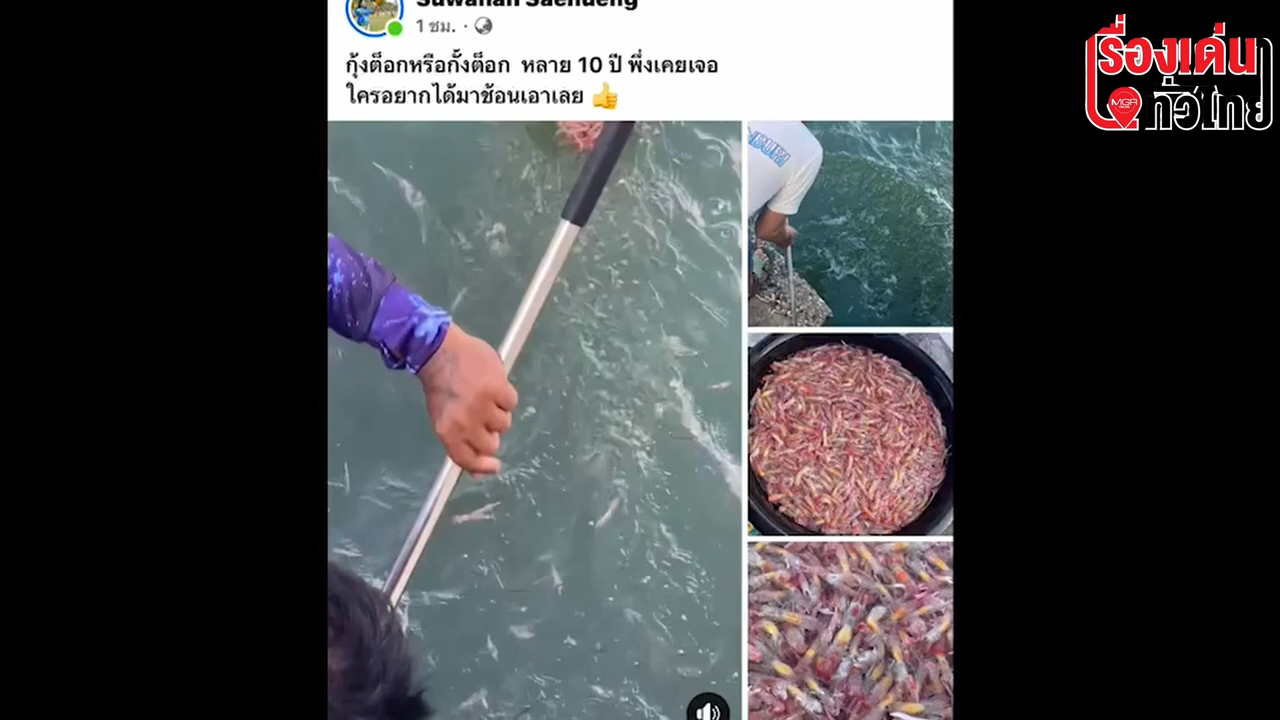 Suwanan Saehueng
1 ชม.
กุ้งต็อกหรือกั้งต็อก หลาย 10 ปี พึ่งเคยเจอ
ใครอยากได้มาช้อนเอาเลย 👍
เรื่องเด่น
MGR
ทั่วไทย